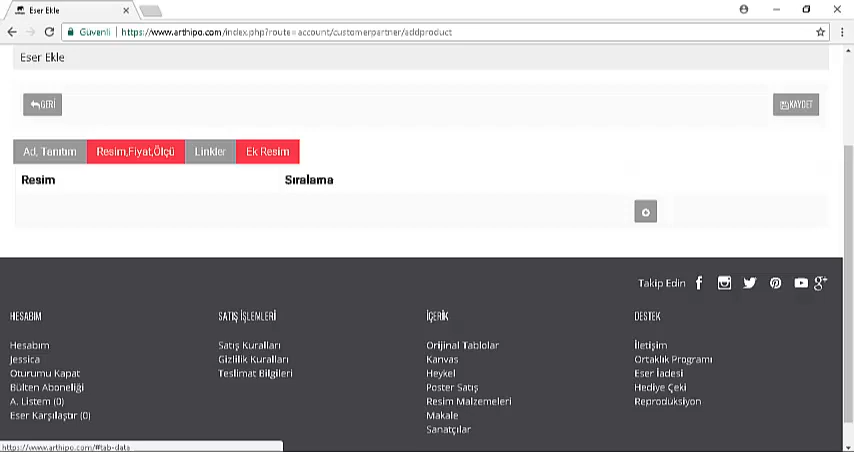 Eser Ekle
Güvenli | https://www.arthipo.com/index.php?route=account/customerpartner/addproduct
Eser Ekle
GERİ
KAYDET
Ad, Tanıtım
Resim,Fiyat,Ölçü
Linkler
Ek Resim
Resim
Sıralama
Takip Edin
HESABIM
Hesabım
Jessica
Oturumu Kapat
Bülten Aboneliği
A. Listem (0)
Eser Karşılaştır (0)
SATIŞ İŞLEMLERİ
Satış Kuralları
Gizlilik Kuralları
Teslimat Bilgileri
İÇERİK
Orijinal Tablolar
Kanvas
Heykel
Poster Satış
Resim Malzemeleri
Makale
Sanatçılar
DESTEK
İletişim
Ortaklık Programı
Eser İadesi
Hediye Çeki
Reproduksiyon
https://www.arthipo.com/#tab-data